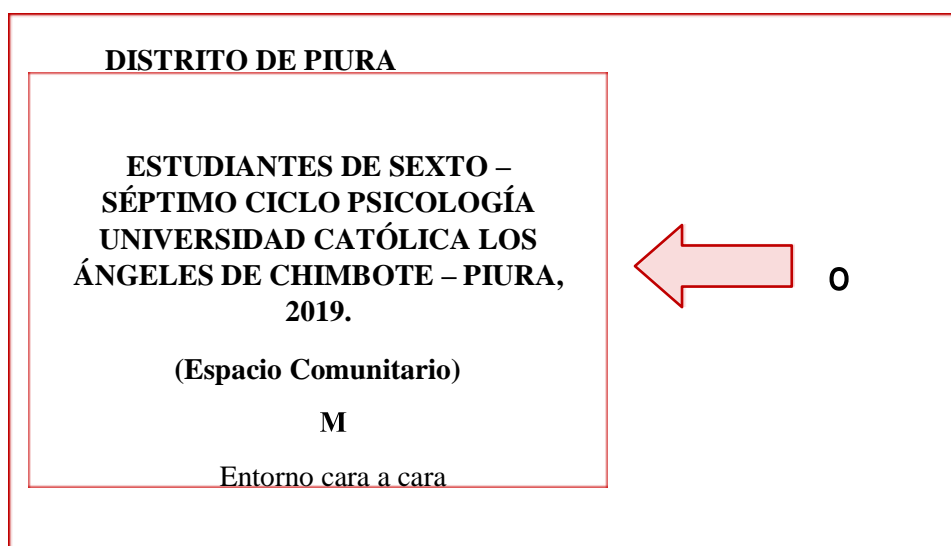 DISTRITO DE PIURA
ESTUDIANTES DE SEXTO –
SÉPTIMO CICLO PSICOLOGÍA
UNIVERSIDAD CATÓLICA LOS
ÁNGELES DE CHIMBOTE – PIURA,
2019.
O
(Espacio Comunitario)
M
Entorno cara a cara